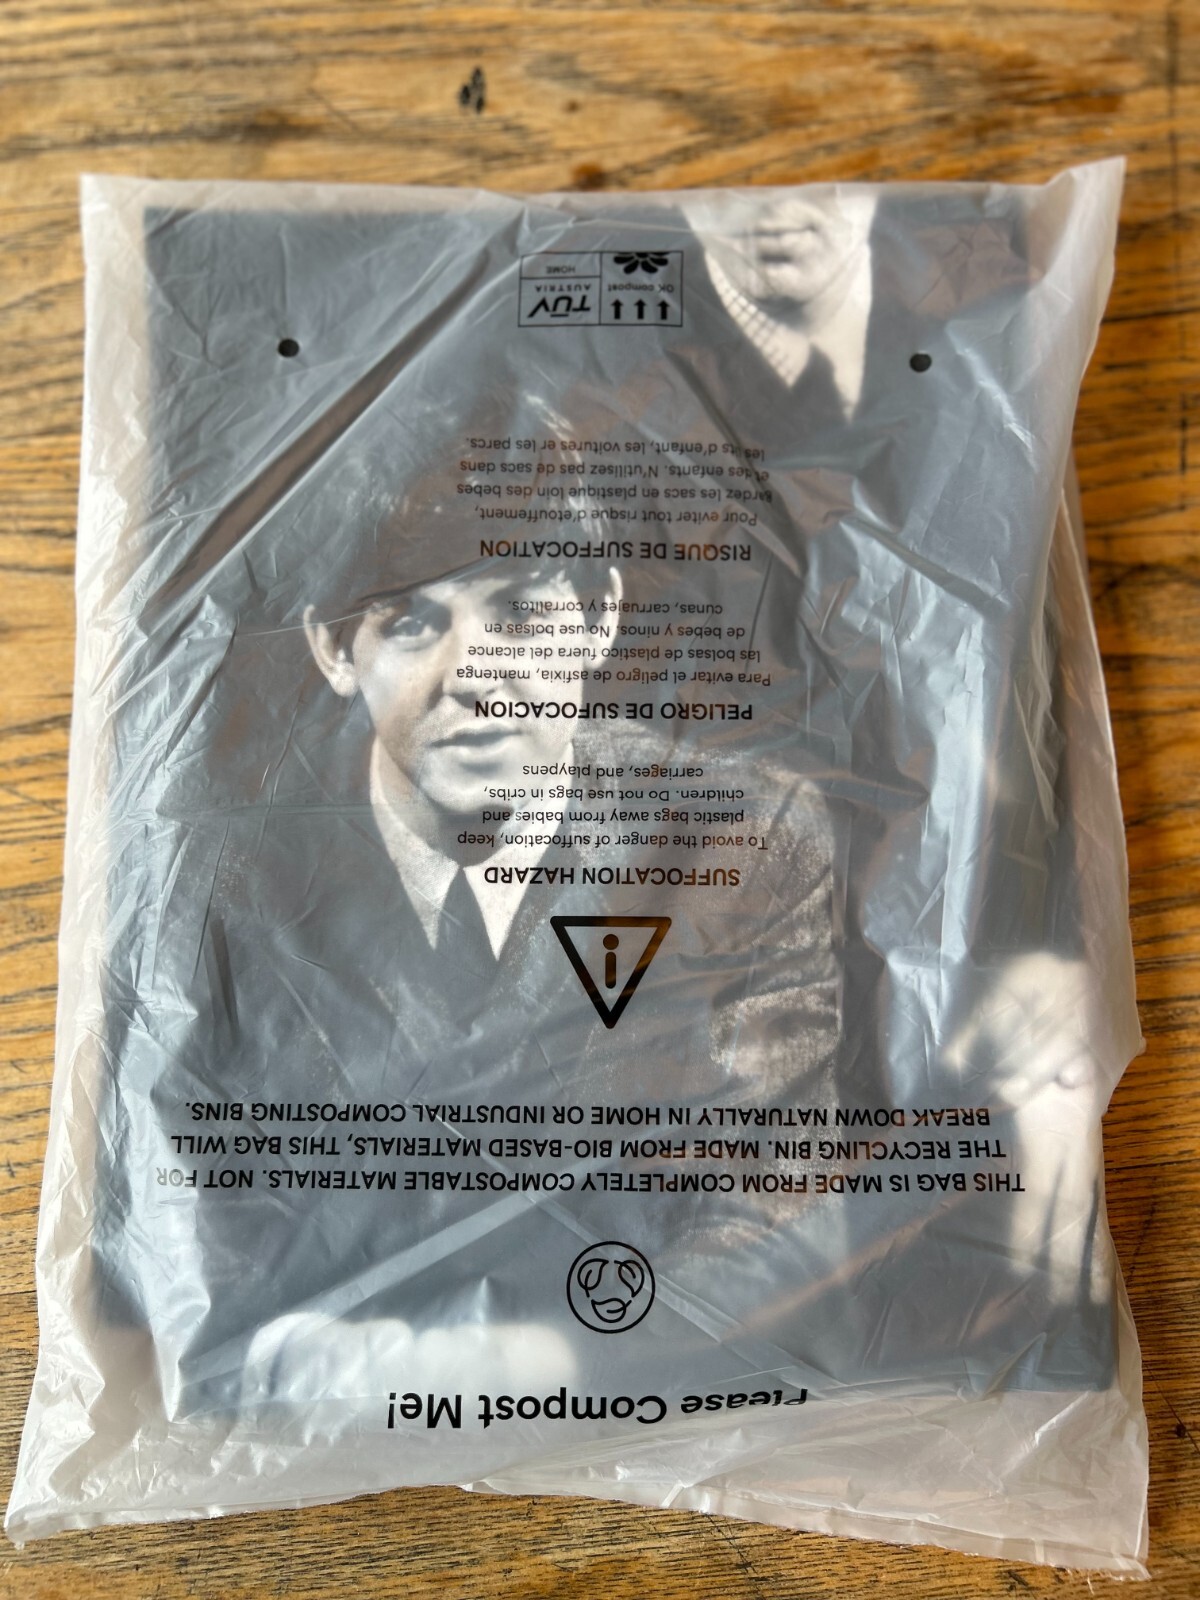 Please Compost Me!
THIS BAG IS MADE FROM COMPLETELY COMPOSTABLE MATERIALS. NOT FOR
THE RECYCLING BIN. MADE FROM BIO-BASED MATERIALS, THIS BAG WILL
BREAK DOWN NATURALLY IN HOME OR INDUSTRIAL COMPOSTING BINS.
i
SUFFOCATION HAZARD
To avoid the danger of suffocation, keep
plastic bags away from babies and
children. Do not use bags in cribs,
carriages, and playpens
PELIGRO DE SUFOCACION
Para evitar el peligro de asfixia, mantenga
las bolsas de plastico fuera del alcance
de bebes y ninos. No use bolsas en
cunas, carruajes y corralitos.
RISQUE DE SUFFOCATION
Pour eviter tout risque d'etouffement,
gardez les sacs en plastique loin des bebes
et des enfants. N'utilisez pas de sacs dans
les lits d'enfant, les voitures er les parcs.
TÜV
OK compost AUSTRIA
HOME